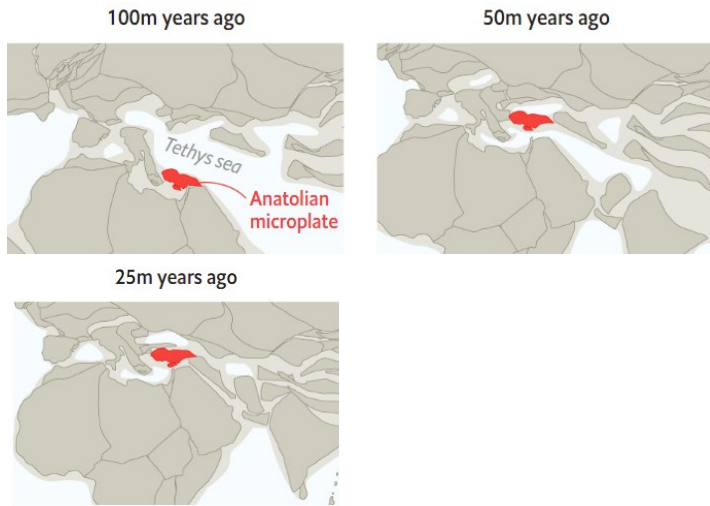 100m years ago
50m years ago
Tethys sea
Anatolian
microplate
25m years ago